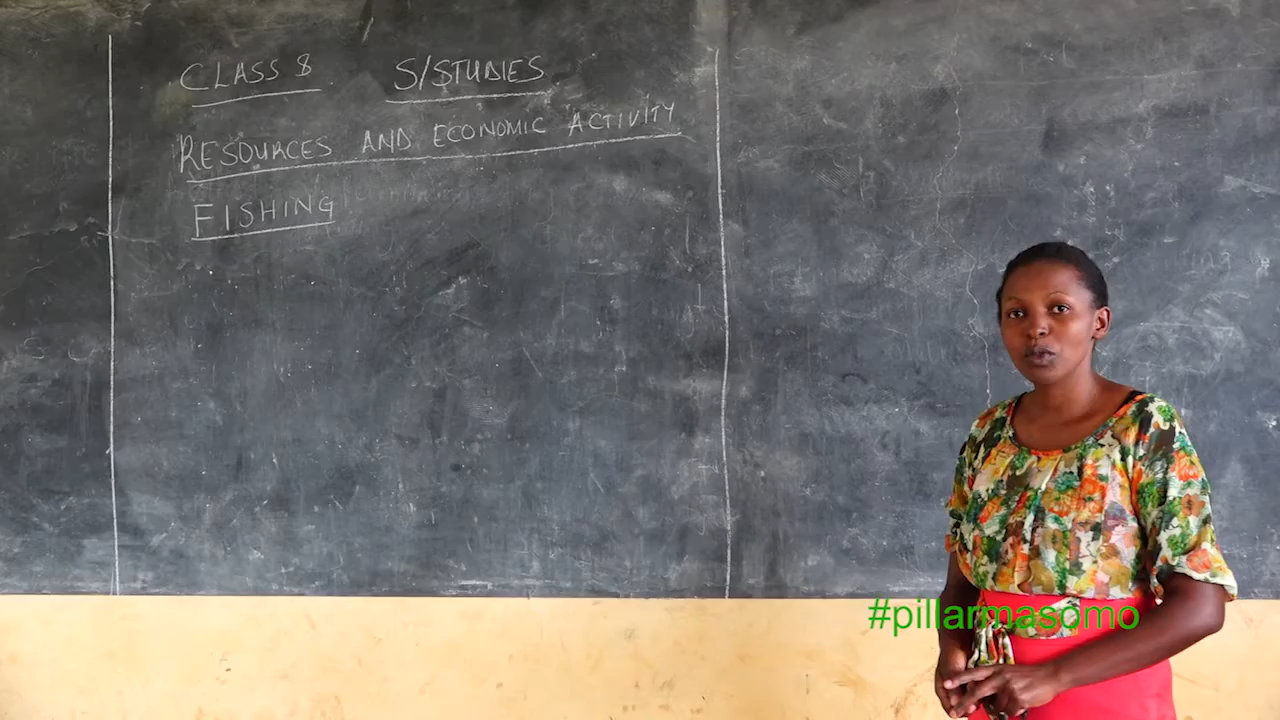 CLASS 8 S/STUDIES
RESOURCES AND ECONOMIC ACTIVITY
FISHING
#pillarmasomo